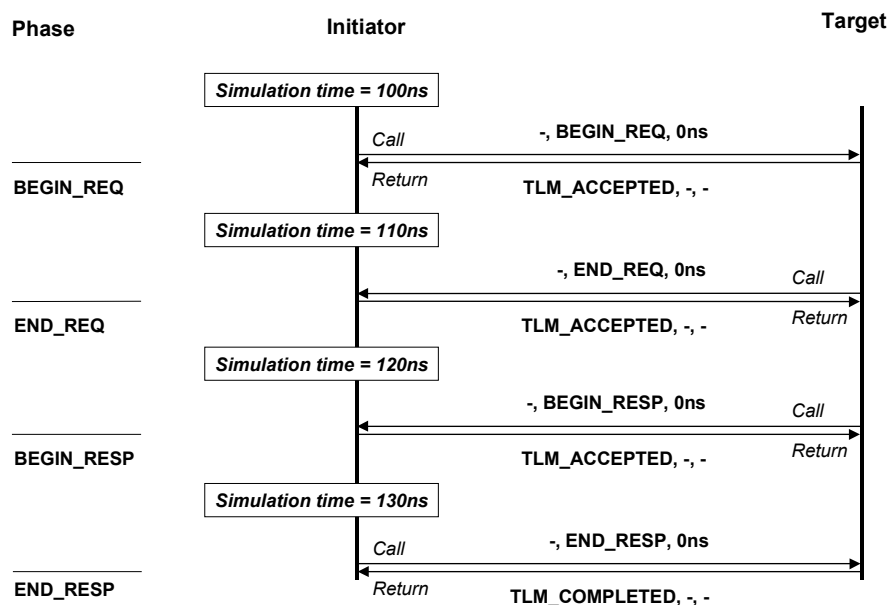 Phase Initiator Target
Simulation time = 100ns
-, BEGIN_REQ, 0ns
Call
BEGIN_REQ Return TLM_ACCEPTED, -, -
Simulation time = 110ns
-, END_REQ, 0ns Call
END_REQ TLM_ACCEPTED, -, - Return
Simulation time = 120ns
-, BEGIN_RESP, 0ns Call
BEGIN_RESP TLM_ACCEPTED, -, - Return
Simulation time = 130ns
Call -, END_RESP, 0ns
END_RESP Return TLM_COMPLETED, -, -